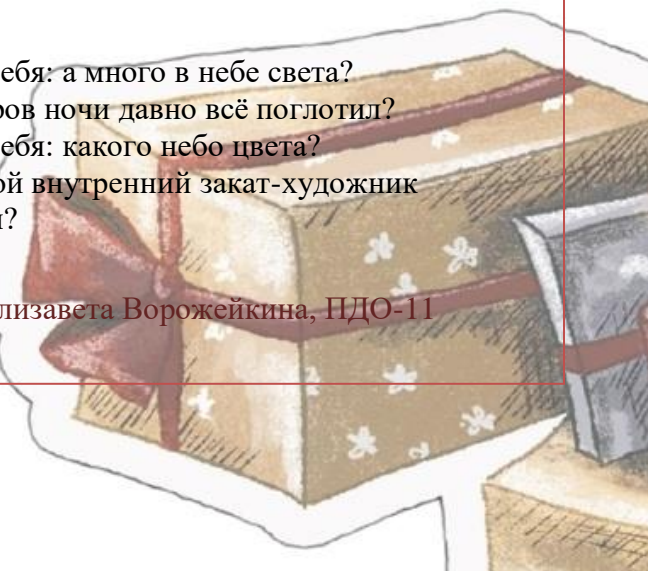 ебя: а много в небе света?
ров ночи давно всё поглотил?
ебя: какого небо цвета?
ой внутренний закат-художник
?
лизавета Ворожейкина, ПДО-11